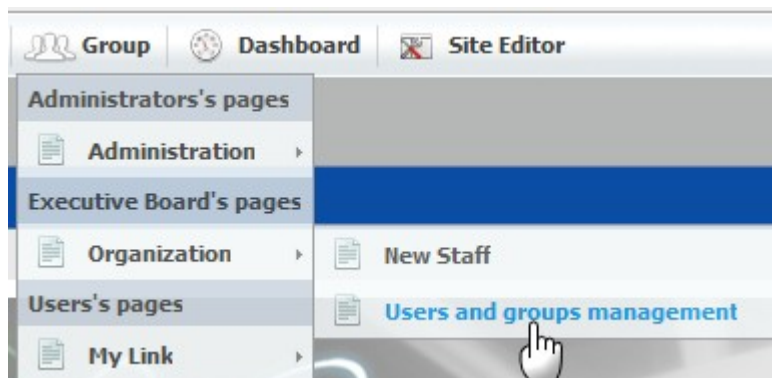 Group Dashboard Site Editor
Administrators's pages
Administration
Executive Board's pages
Organization
New Staff
Users's pages
Users and groups management
My Link